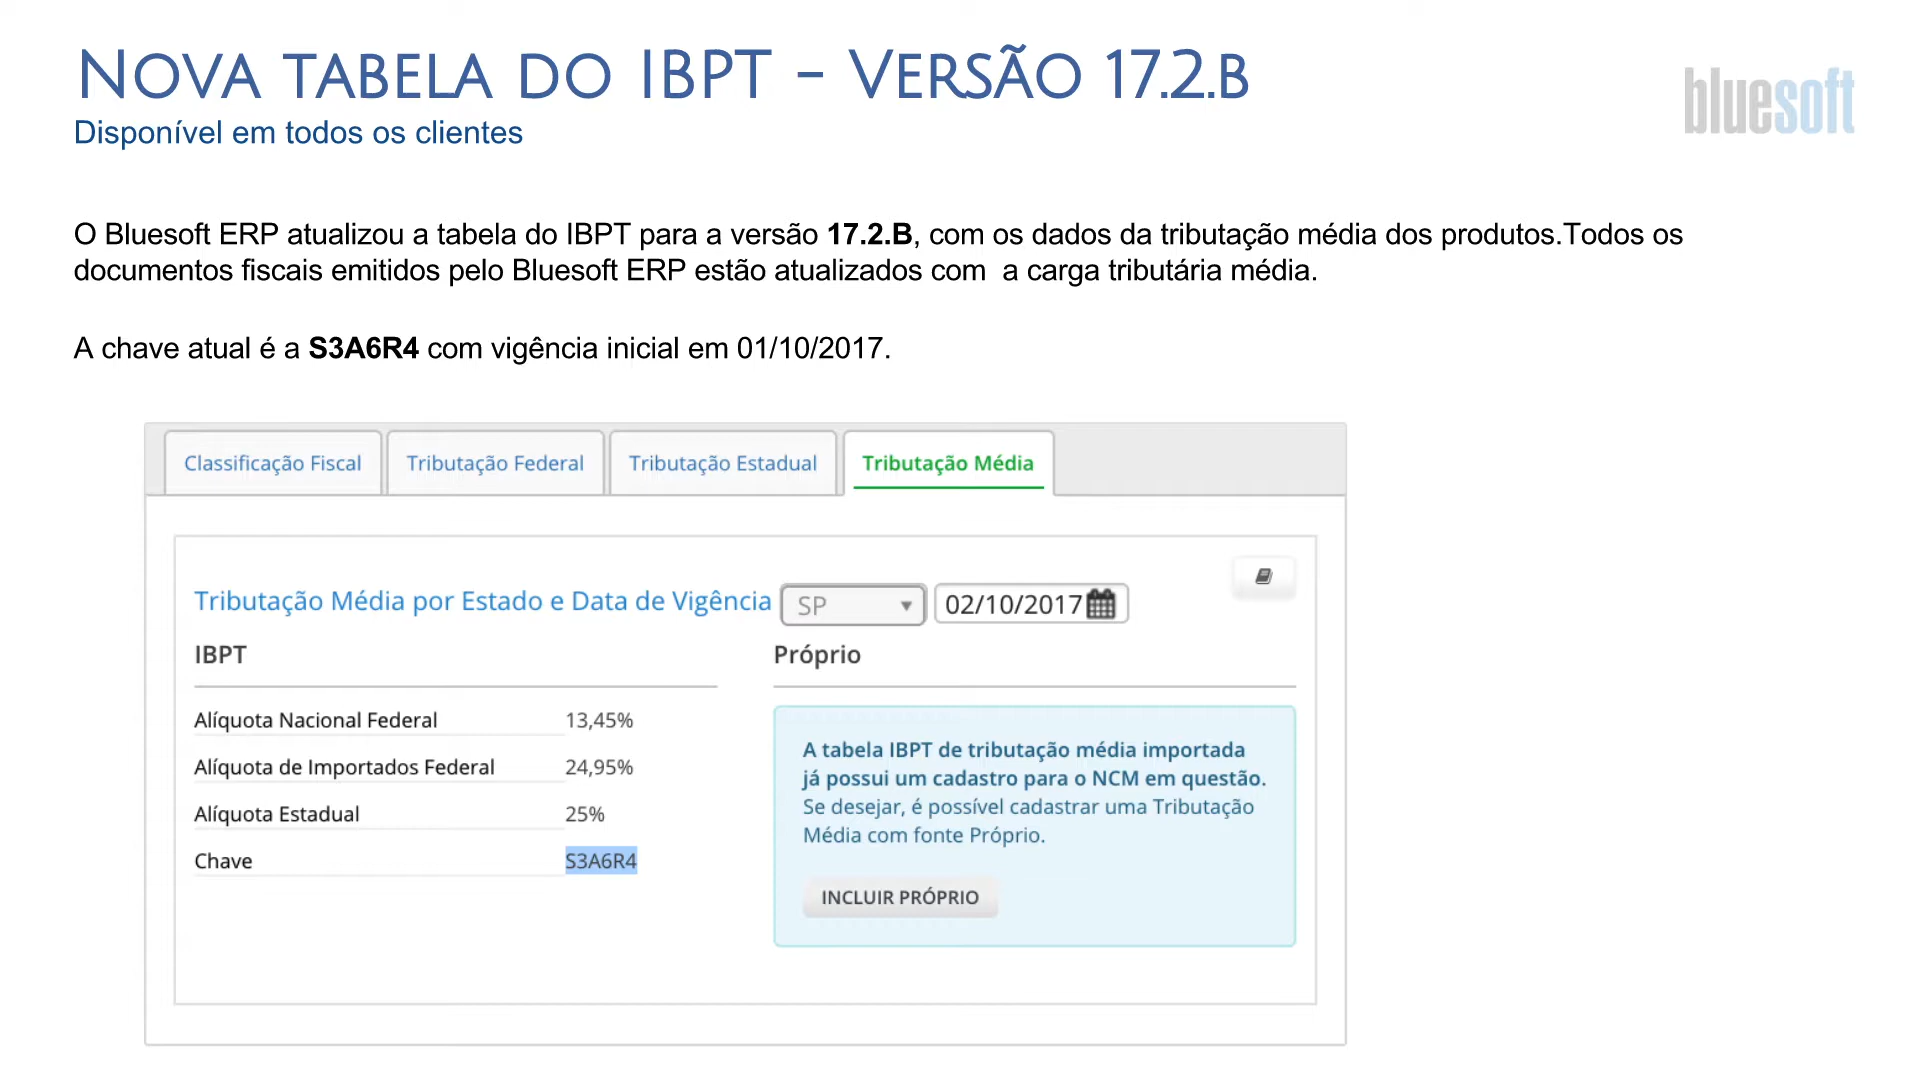 Nova tabela do IBPT - Versão 17.2.B
bluesoft
Disponível em todos os clientes
O Bluesoft ERP atualizou a tabela do IBPT para a versão 17.2.B, com os dados da tributação média dos produtos.Todos os
documentos fiscais emitidos pelo Bluesoft ERP estão atualizados com  a carga tributária média.
A chave atual é a S3A6R4 com vigência inicial em 01/10/2017.
Classificação Fiscal Tributação Federal Tributação Estadual Tributação Média
Tributação Média por Estado e Data de Vigência SP 02/10/2017
IBPT
Alíquota Nacional Federal 13,45%
Alíquota de Importados Federal 24,95%
Alíquota Estadual 25%
Chave S3A6R4
Próprio
A tabela IBPT de tributação média importada
já possui um cadastro para o NCM em questão.
Se desejar, é possível cadastrar uma Tributação
Média com fonte Próprio.
INCLUIR PRÓPRIO